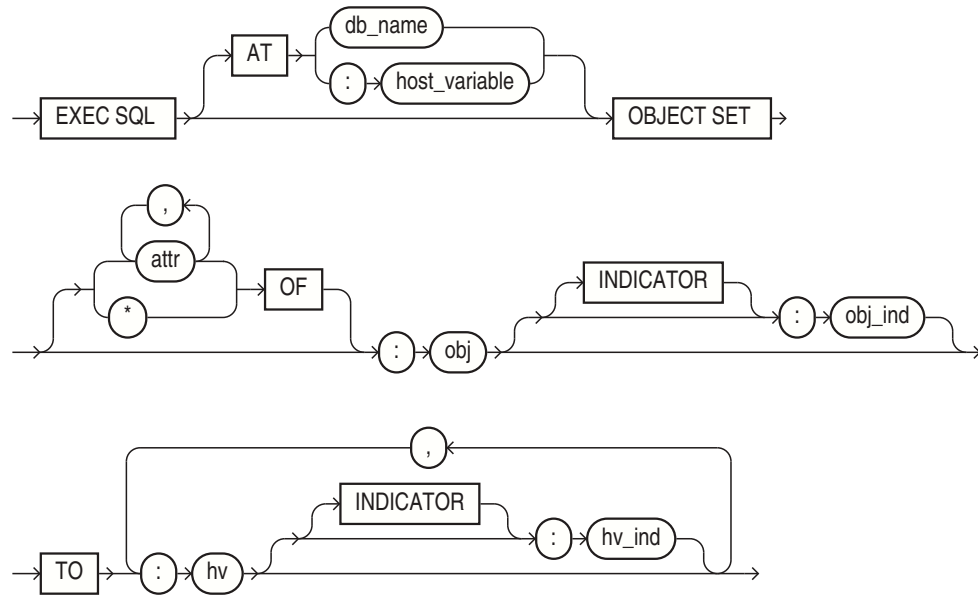 db_name
AT
: host_variable
EXEC SQL OBJECT SET
,
attr INDICATOR
* OF : obj_ind
: obj
,
INDICATOR
: hv_ind
TO : hv